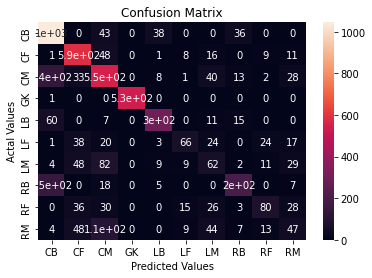 Confusion Matrix
Actal Values
CB 1e+03 0 43 0 38 0 0 36 0 0
CF 1 5.9e+02 48 0 1 8 16 0 9 11
CM 4e+02 233 5.5e+02 0 8 1 40 13 2 28
GK 1 0 0 5.3e+02 0 0 0 0 0 0
LB 60 0 7 0 3e+02 0 11 15 0 0
LF 1 38 20 0 3 66 24 0 24 17
LM 4 48 82 0 9 9 62 2 11 29
RB 5e+02 0 18 0 5 0 0 2e+02 0 7
RF 0 36 30 0 0 15 26 3 80 28
RM 4 48 1.1e+02 0 0 9 44 7 13 47
CB CF CM GK LB LF LM RB RF RM
Predicted Values
1000
800
600
400
200
0